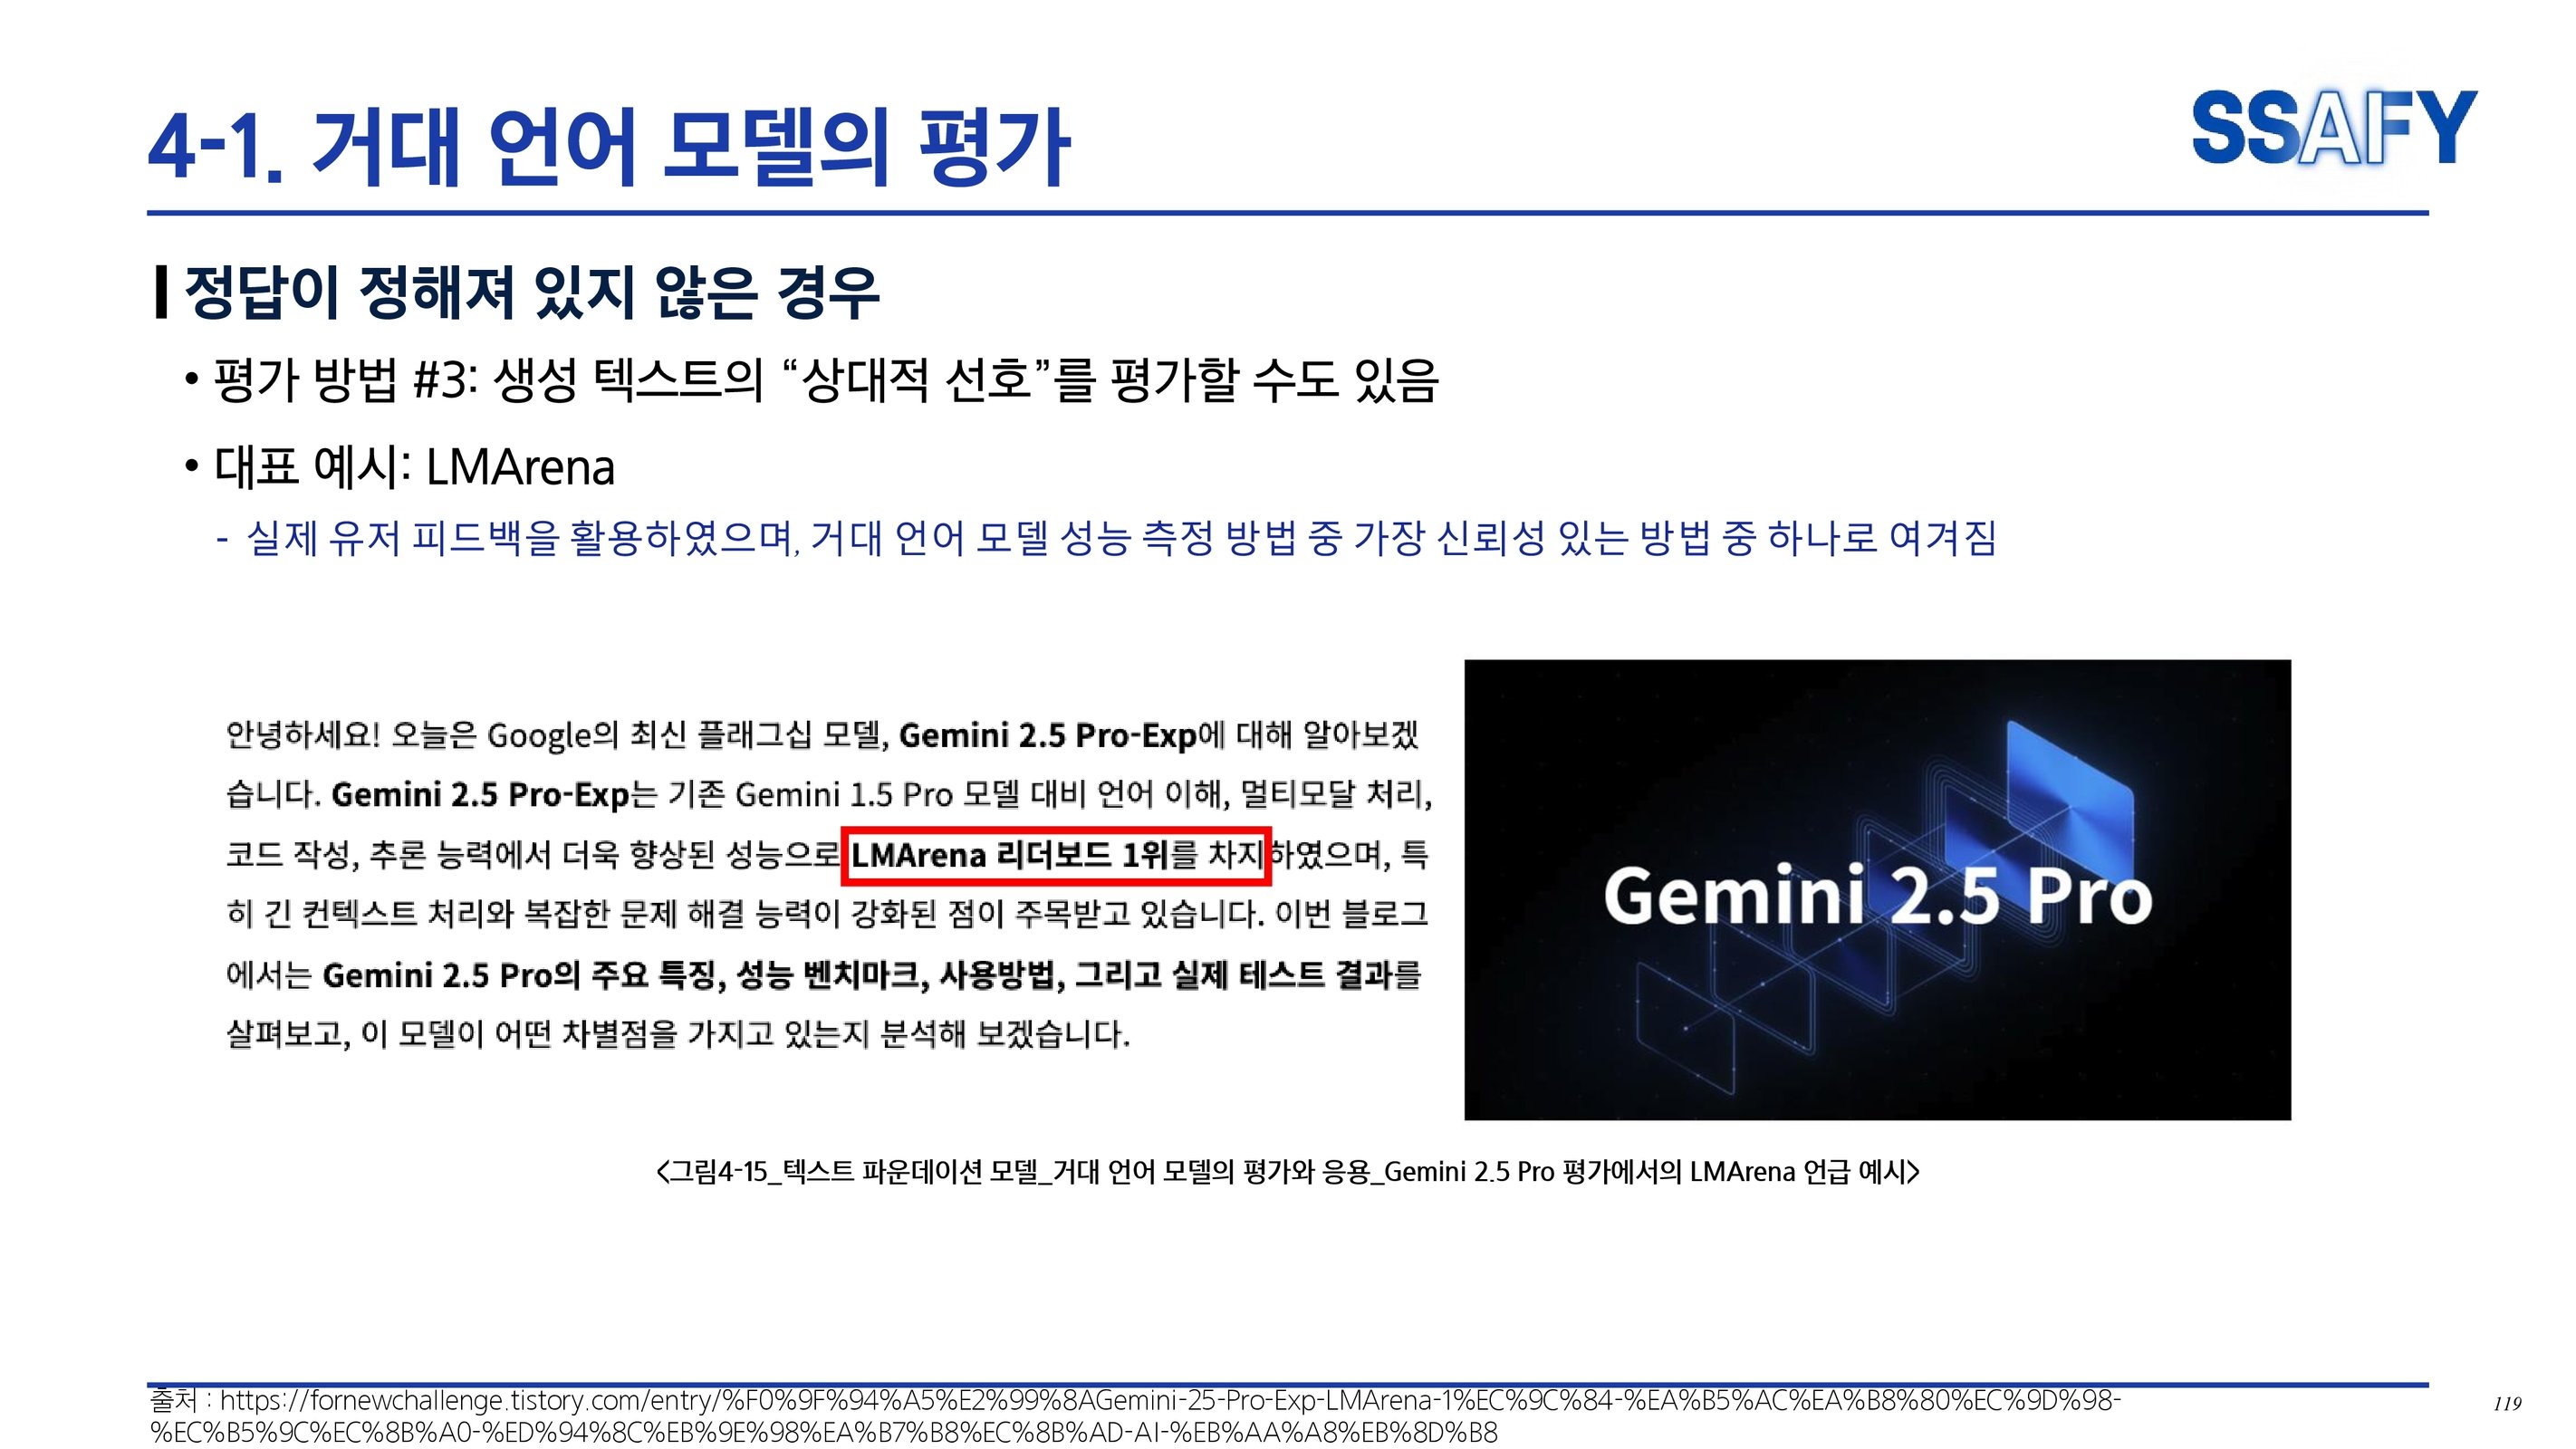 4-1. 거대 언어 모델의 평가
SSAFY
정답이 정해져 있지 않은 경우
• 평가 방법 #3: 생성 텍스트의 “상대적 선호”를 평가할 수도 있음
• 대표 예시: LMArena
- 실제 유저 피드백을 활용하였으며, 거대 언어 모델 성능 측정 방법 중 가장 신뢰성 있는 방법 중 하나로 여겨짐
안녕하세요! 오늘은 Google의 최신 플래그십 모델, Gemini 2.5 Pro-Exp에 대해 알아보겠
습니다. Gemini 2.5 Pro-Exp는 기존 Gemini 1.5 Pro 모델 대비 언어 이해, 멀티모달 처리,
코드 작성, 추론 능력에서 더욱 향상된 성능으로 LMArena 리더보드 1위를 차지하였으며, 특
히 긴 컨텍스트 처리와 복잡한 문제 해결 능력이 강화된 점이 주목받고 있습니다. 이번 블로그
에서는 Gemini 2.5 Pro의 주요 특징, 성능 벤치마크, 사용방법, 그리고 실제 테스트 결과를
살펴보고, 이 모델이 어떤 차별점을 가지고 있는지 분석해 보겠습니다.
Gemini 2.5 Pro
<그림4-15_텍스트 파운데이션 모델_거대 언어 모델의 평가와 응용_Gemini 2.5 Pro 평가에서의 LMArena 언급 예시>
출처 : https://fornewchallenge.tistory.com/entry/%F0%9F%94%A5%E2%99%8AGemini-25-Pro-Exp-LMArena-1%EC%9C%84-%EA%B5%AC%EA%B8%80%EC%9D%98-
%EC%B5%9C%EC%8B%A0-%ED%94%8C%EB%9E%98%EA%B7%B8%EC%8B%AD-AI-%EB%AA%A8%EB%8D%B8
119